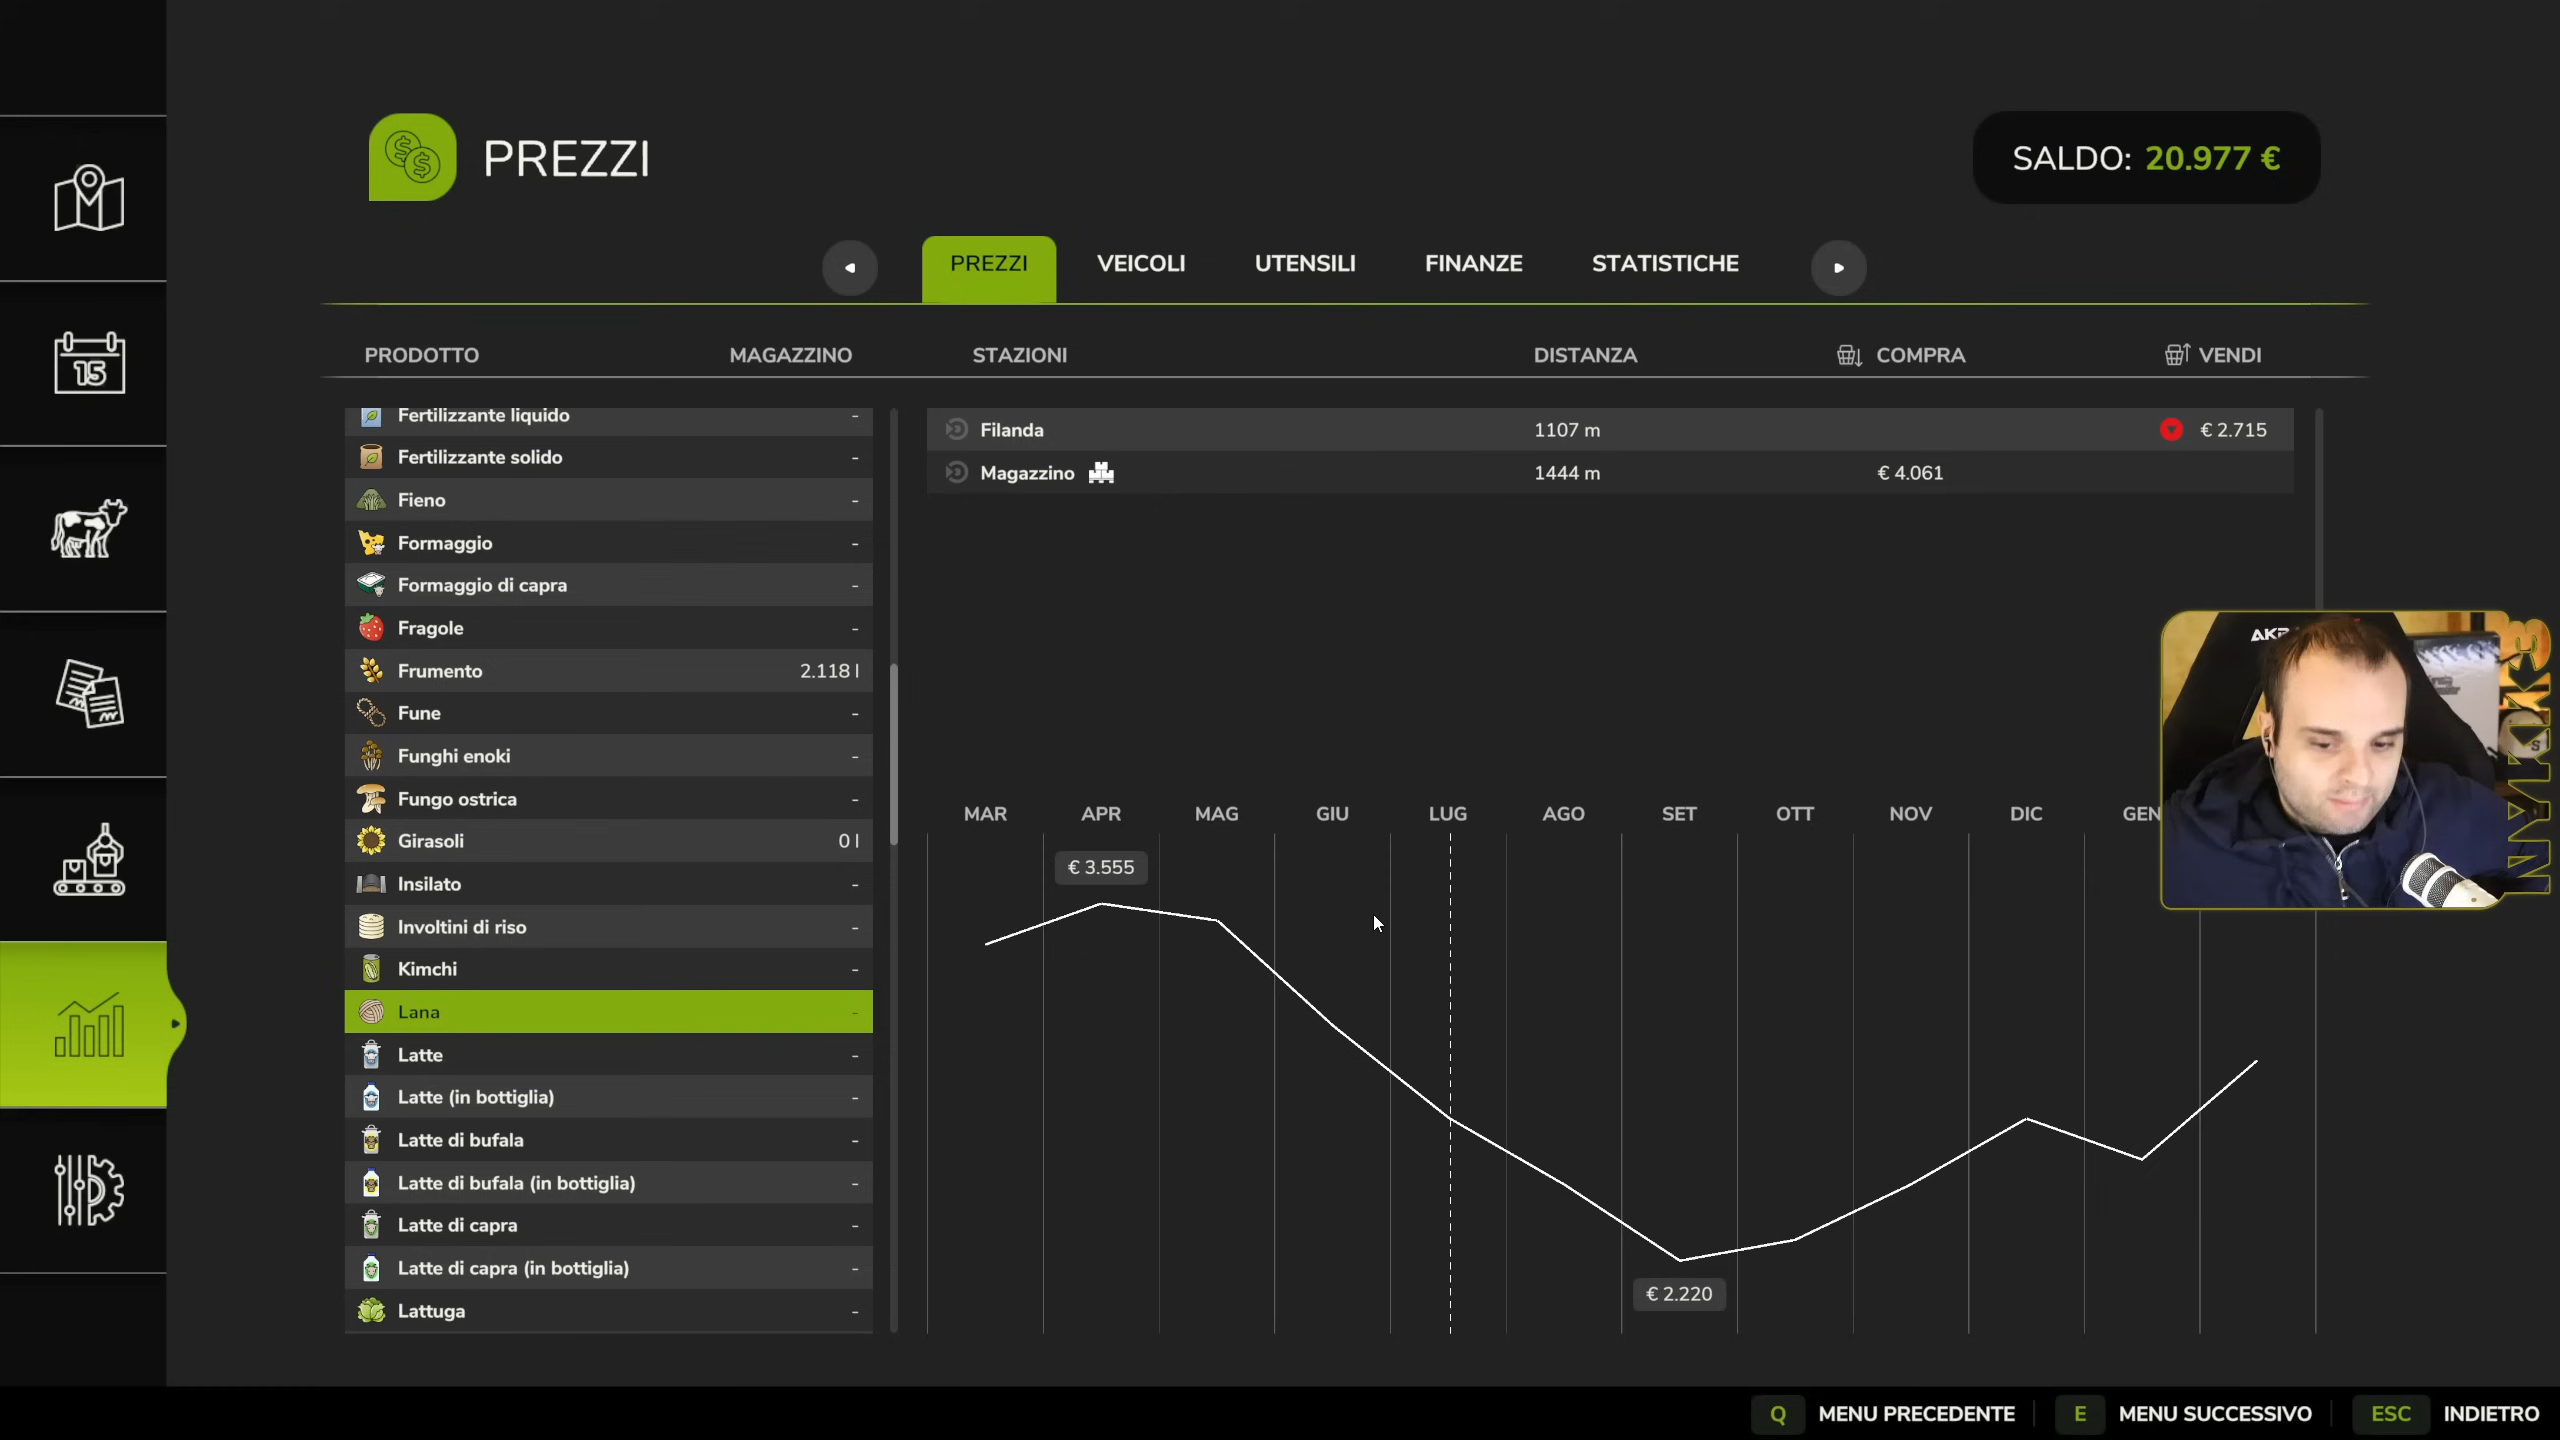 PREZZI
SALDO: 20.977 €
PREZZI VEICOLI UTENSILI FINANZE STATISTICHE
PRODOTTO MAGAZZINO STAZIONI DISTANZA COMPRA VENDI
15
Fertilizzante liquido -
Fertilizzante solido -
Fieno -
Formaggio -
Formaggio di capra -
Fragole -
Frumento 2.118 l
Fune -
Funghi enoki -
Fungo ostrica -
Girasoli 0 l
Insilato -
Involtini di riso -
Kimchi -
Lana -
Latte -
Latte (in bottiglia) -
Latte di bufala -
Latte di bufala (in bottiglia) -
Latte di capra -
Latte di capra (in bottiglia) -
Lattuga -
Filanda 1107 m € 2.715
Magazzino 1444 m € 4.061
MAR APR MAG GIU LUG AGO SET OTT NOV DIC GEN
€ 3.555
€ 2.220
Q MENU PRECEDENTE E MENU SUCCESSIVO ESC INDIETRO